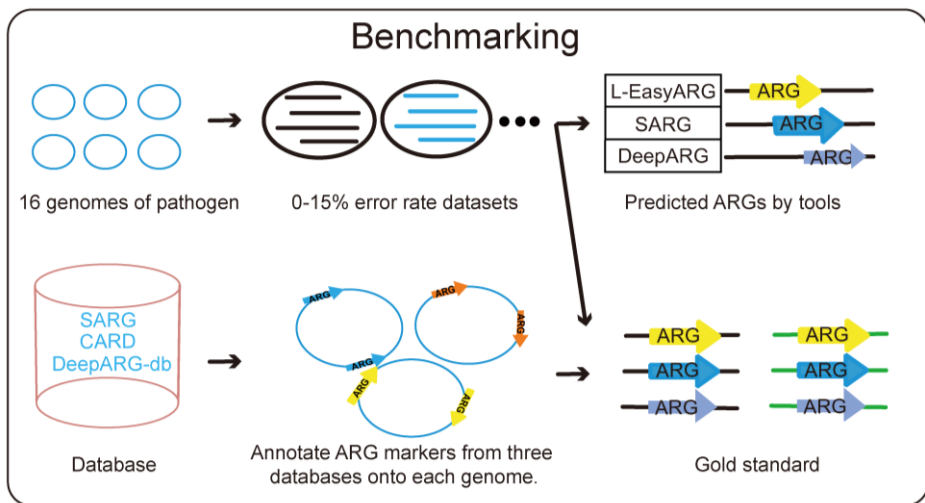 Benchmarking
L-EasyARG
ARG
SARG
ARG
DeepARG
ARG
16 genomes of pathogen
0-15% error rate datasets
Predicted ARGs by tools
SARG
CARD
DeepARG-db
ARG
ARG
ARG
ARG
ARG
ARG
ARG
ARG
ARG
ARG
ARG
ARG
Database
Annotate ARG markers from three
databases onto each genome.
Gold standard